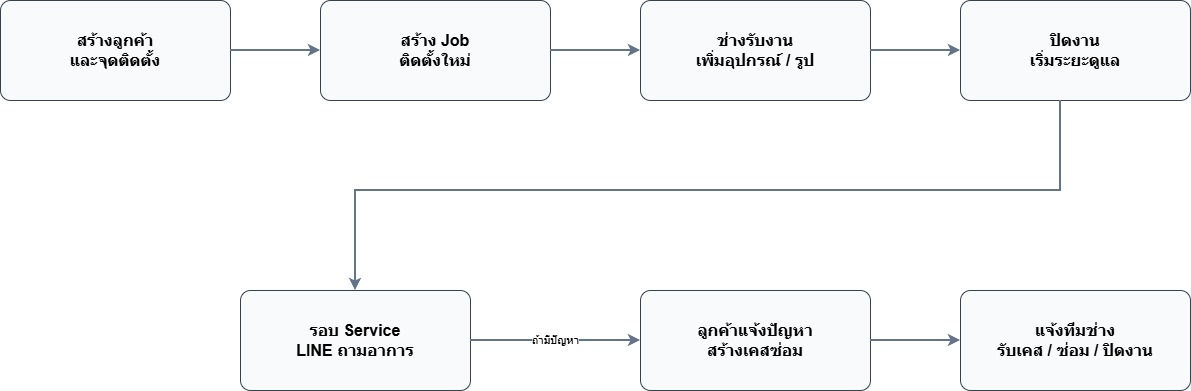 สร้างลูกค้า
และจุดติดตั้ง
สร้าง Job
ติดตั้งใหม่
ช่างรับงาน
เพิ่มอุปกรณ์ / รูป
ปิดงาน
เริ่มระยะดูแล
รอบ Service
LINE ถามอาการ
ถ้ามีปัญหา
ลูกค้าแจ้งปัญหา
สร้างเคสซ่อม
แจ้งทีมช่าง
รับเคส / ซ่อม / ปิดงาน